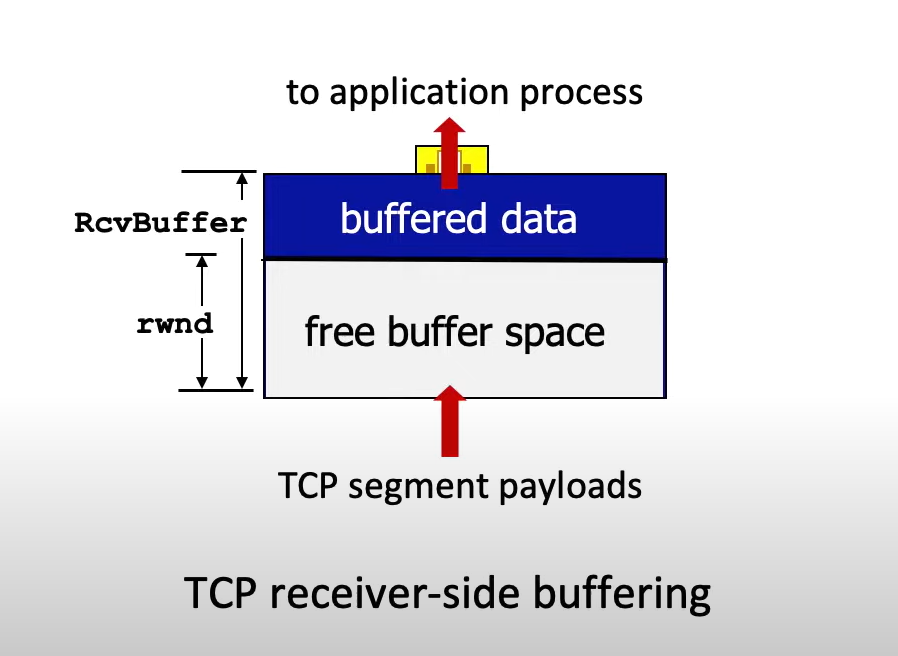 to application process
RcvBuffer
buffered data
rwnd
free buffer space
TCP segment payloads
TCP receiver-side buffering